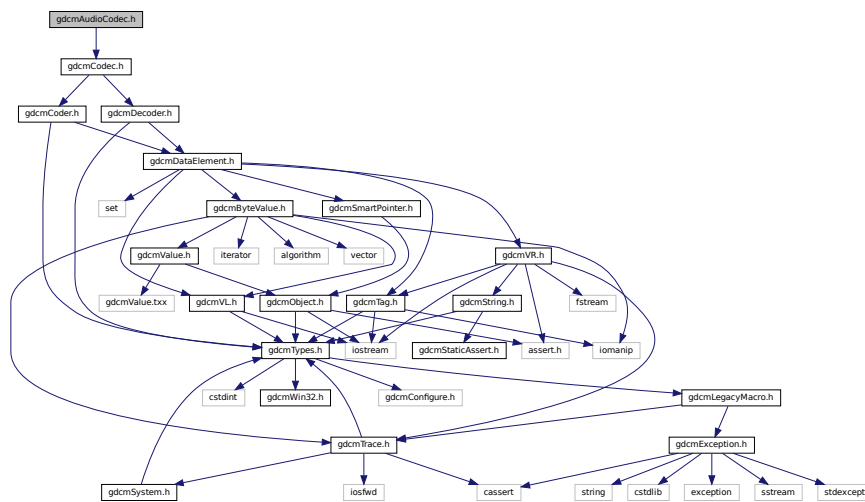 gdcmAudioCodec.h
gdcmCodec.h
gdcmCoder.h
gdcmDecoder.h
gdcmDataElement.h
set
gdcmByteValue.h
gdcmSmartPointer.h
gdcmValue.h
iterator
algorithm
vector
gdcmVR.h
gdcmValue.txx
gdcmVL.h
gdcmObject.h
gdcmTag.h
gdcmString.h
fstream
gdcmTypes.h
iostream
gdcmStaticAssert.h
assert.h
iomanip
cstdint
gdcmWin32.h
gdcmConfigure.h
gdcmLegacyMacro.h
gdcmTrace.h
gdcmException.h
gdcmSystem.h
iosfwd
cassert
string
cstdlib
exception
sstream
stdexcept